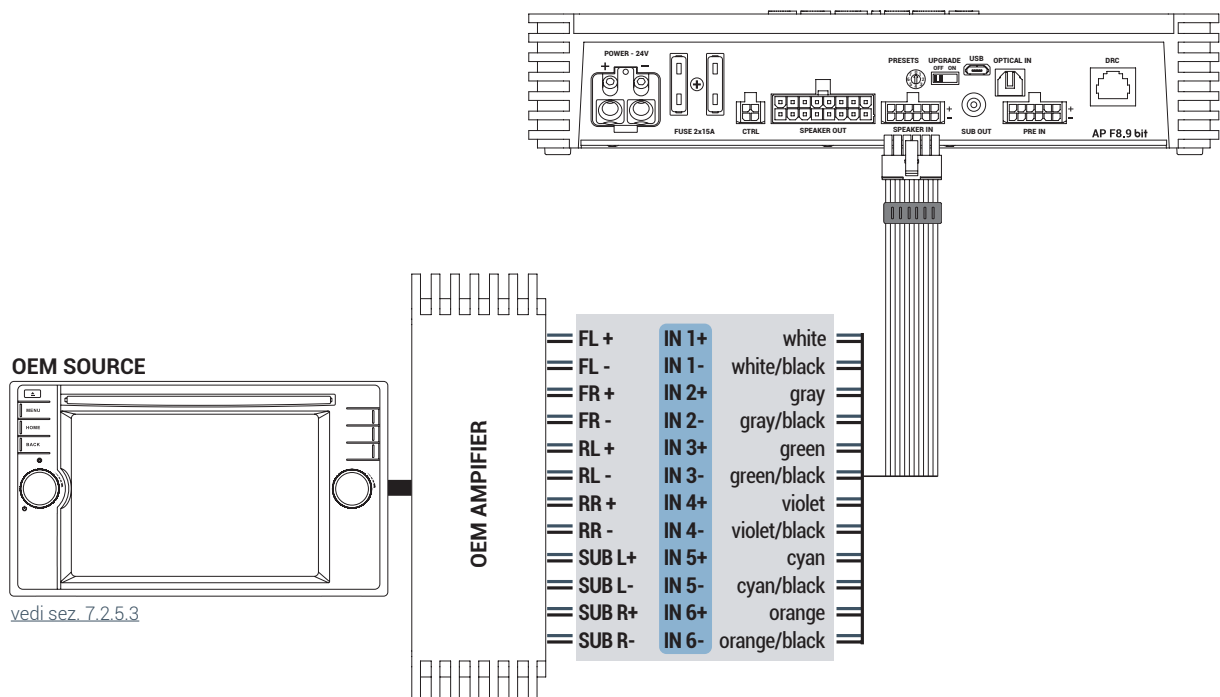 POWER - 24V
+ -
FUSE 2x15A
CTRL
SPEAKER OUT
PRESETS
UPGRADE
OFF ON
USB
OPTICAL IN
DRC
SPEAKER IN
+
-
SUB OUT
PRE IN
+
-
AP F8.9 bit
OEM SOURCE
MENU
HOME
BACK
vedi sez. 7.2.5.3
OEM AMPIFIER
FL + IN 1+ white
FL - IN 1- white/black
FR + IN 2+ gray
FR - IN 2- gray/black
RL + IN 3+ green
RL - IN 3- green/black
RR + IN 4+ violet
RR - IN 4- violet/black
SUB L+ IN 5+ cyan
SUB L- IN 5- cyan/black
SUB R+ IN 6+ orange
SUB R- IN 6- orange/black